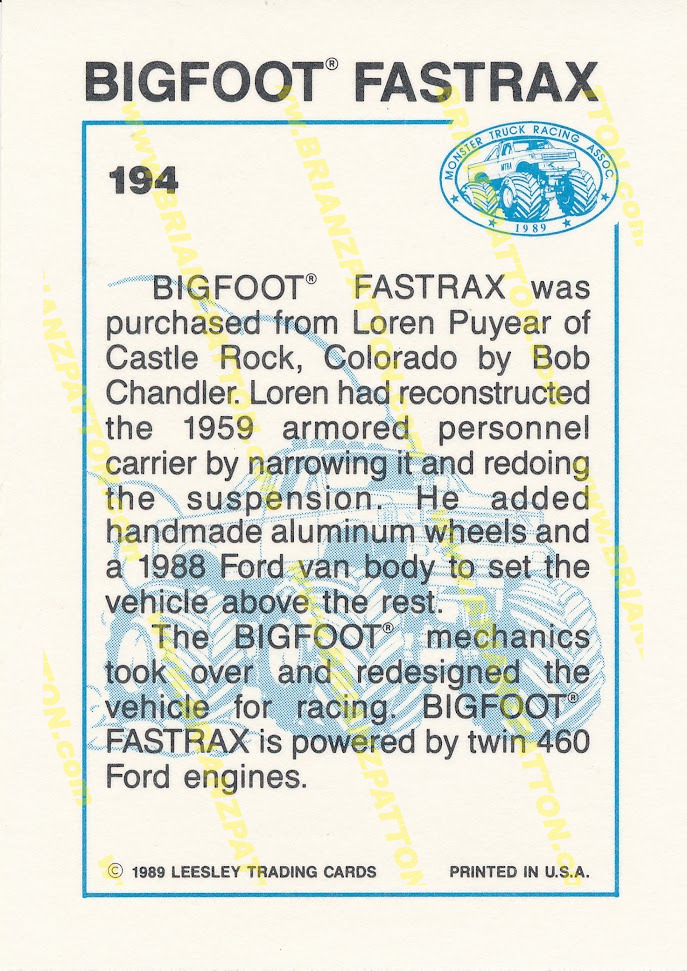 BIGFOOT® FASTRAX
194
MONSTER TRUCK RACING ASSOC.
MTRA
1989
BIGFOOT® FASTRAX was
purchased from Loren Puyear of
Castle Rock, Colorado by Bob
Chandler. Loren had reconstructed
the 1959 armored personnel
carrier by narrowing it and redoing
the suspension. He added
handmade aluminum wheels and
a 1988 Ford van body to set the
vehicle above the rest.
The BIGFOOT® mechanics
took over and redesigned the
vehicle for racing. BIGFOOT®
FASTRAX is powered by twin 460
Ford engines.
© 1989 LEESLEY TRADING CARDS PRINTED IN U.S.A.
www.BRIANZPATTON.com